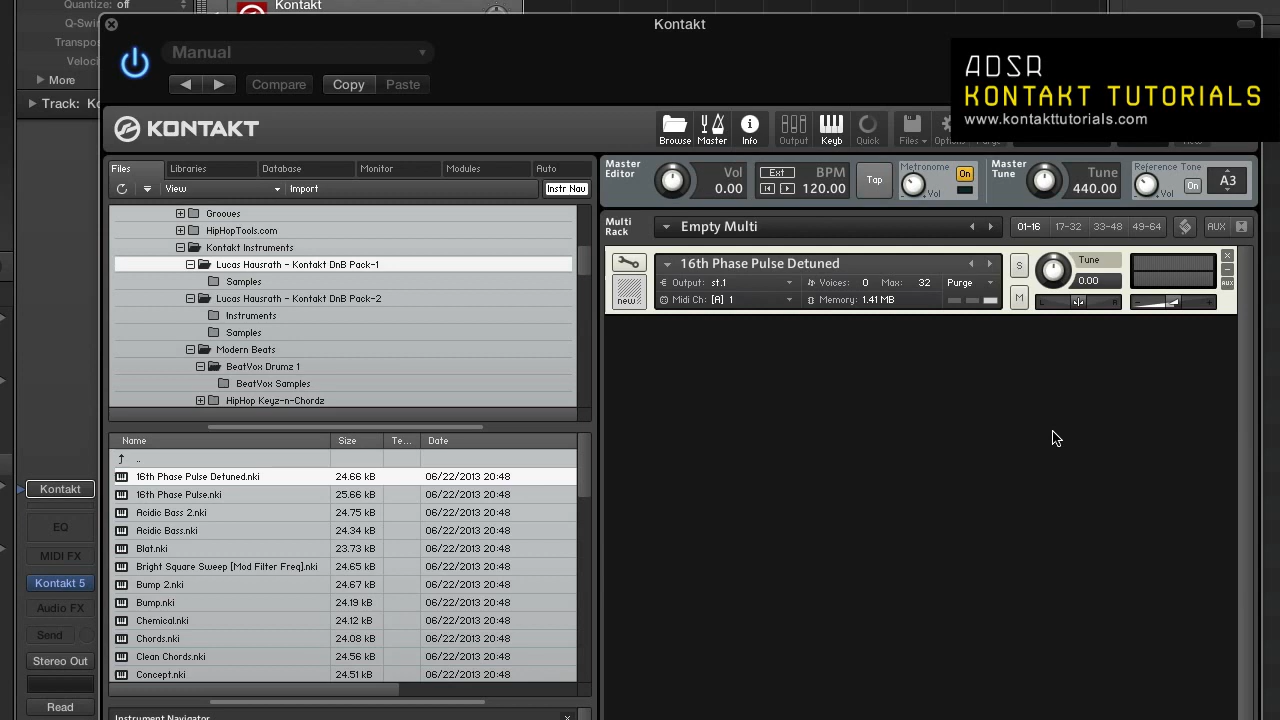 Quantize: off
Q-Swin
Transpo
Veloci
More
Track: Ko
Kontakt
Kontakt
Manual
Compare
Copy
Paste
ADSR
KONTAKT TUTORIALS
www.kontakttutorials.com
KONTAKT
Browse
Master
Info
Output
Keyb
Quick
Files
Files
Libraries
Database
Monitor
Modules
Auto
View
Import
Instr Nav
Master
Editor
Vol
0.00
Ext
BPM
120.00
Tap
Metronome
Vol
On
Master
Tune
Tune
440.00
Reference Tone
Vol
On
A3
Multi
Rack
Empty Multi
01-16
17-32
33-48
49-64
AUX
Grooves
HipHopTools.com
Kontakt Instruments
Lucas Hausrath - Kontakt DnB Pack-1
Samples
Lucas Hausrath - Kontakt DnB Pack-2
Instruments
Samples
Modern Beats
BeatVox Drumz 1
BeatVox Samples
HipHop Keyz-n-Chordz
new
16th Phase Pulse Detuned
Output: st.1
Voices: 0
Max: 32
Purge
Midi Ch: [A] 1
Memory: 1.41 MB
S
M
Tune
0.00
L
R
AUX
Name
Size
Te...
Date
..
16th Phase Pulse Detuned.nki 24.66 kB 06/22/2013 20:48
16th Phase Pulse.nki 25.66 kB 06/22/2013 20:48
Acidic Bass 2.nki 24.75 kB 06/22/2013 20:48
Acidic Bass.nki 24.34 kB 06/22/2013 20:48
Blat.nki 23.73 kB 06/22/2013 20:48
Bright Square Sweep [Mod Filter Freq].nki 24.65 kB 06/22/2013 20:48
Bump 2.nki 24.67 kB 06/22/2013 20:48
Bump.nki 24.19 kB 06/22/2013 20:48
Chemical.nki 24.12 kB 06/22/2013 20:48
Chords.nki 24.08 kB 06/22/2013 20:48
Clean Chords.nki 24.56 kB 06/22/2013 20:48
Concept.nki 24.51 kB 06/22/2013 20:48
Instrument Navigator
Kontakt
EQ
MIDI FX
Kontakt 5
Audio FX
Send
Stereo Out
Read